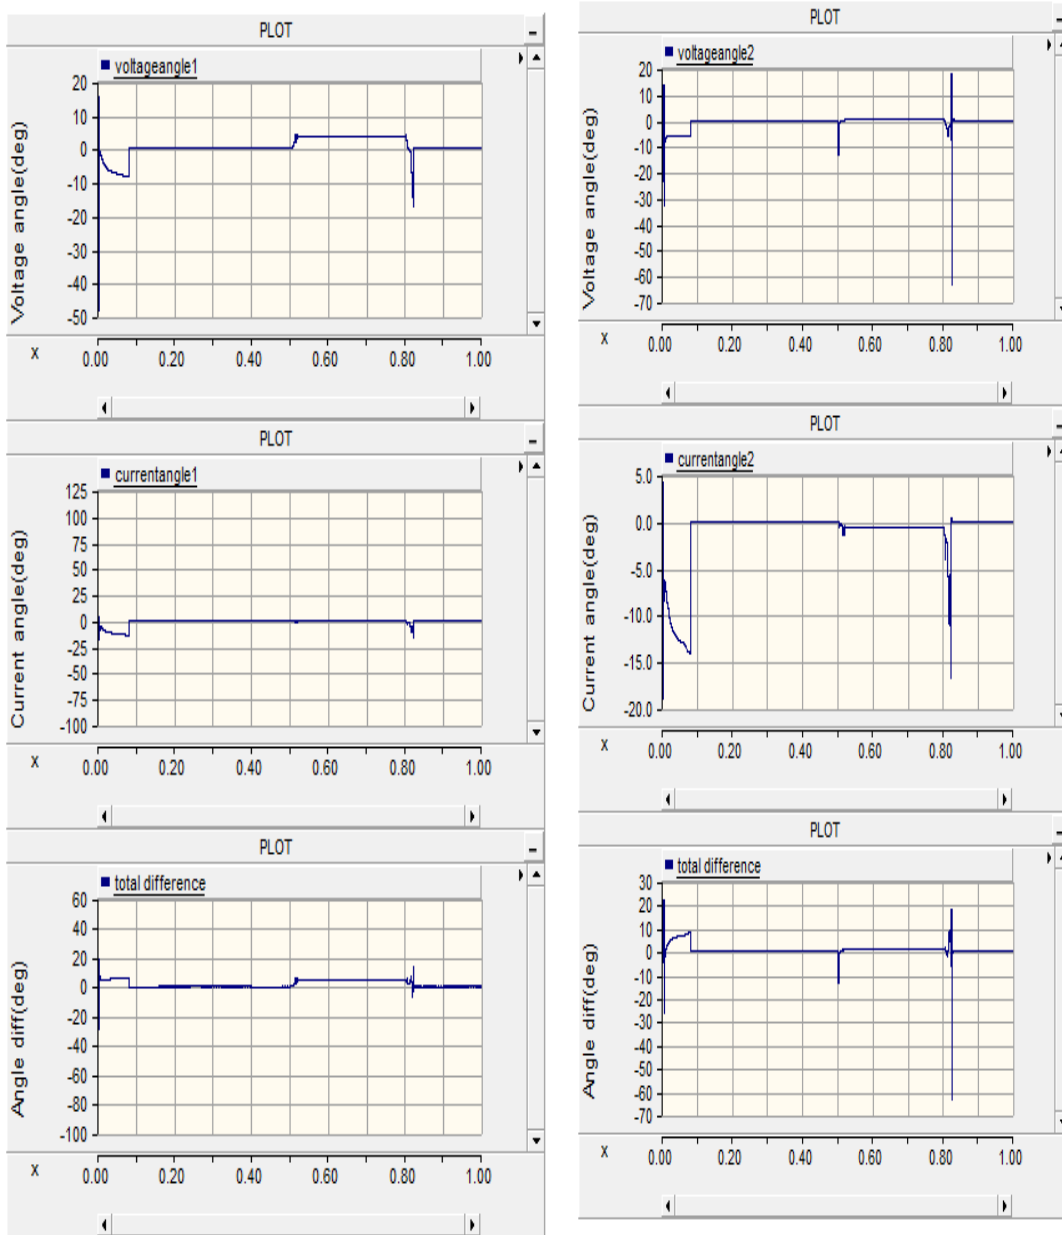 PLOT
voltageangle1
Voltage angle(deg)
20
10
0
-10
-20
-30
-40
-50
x
0.00 0.20 0.40 0.60 0.80 1.00
PLOT
currentangle1
Current angle(deg)
125
100
75
50
25
0
-25
-50
-75
-100
x
0.00 0.20 0.40 0.60 0.80 1.00
PLOT
total difference
Angle diff(deg)
60
40
20
0
-20
-40
-60
-80
-100
x
0.00 0.20 0.40 0.60 0.80 1.00
PLOT
voltageangle2
Voltage angle(deg)
20
10
0
-10
-20
-30
-40
-50
-60
-70
x
0.00 0.20 0.40 0.60 0.80 1.00
PLOT
currentangle2
Current angle(deg)
5.0
0.0
-5.0
-10.0
-15.0
-20.0
x
0.00 0.20 0.40 0.60 0.80 1.00
PLOT
total difference
Angle diff(deg)
30
20
10
0
-10
-20
-30
-40
-50
-60
-70
x
0.00 0.20 0.40 0.60 0.80 1.00